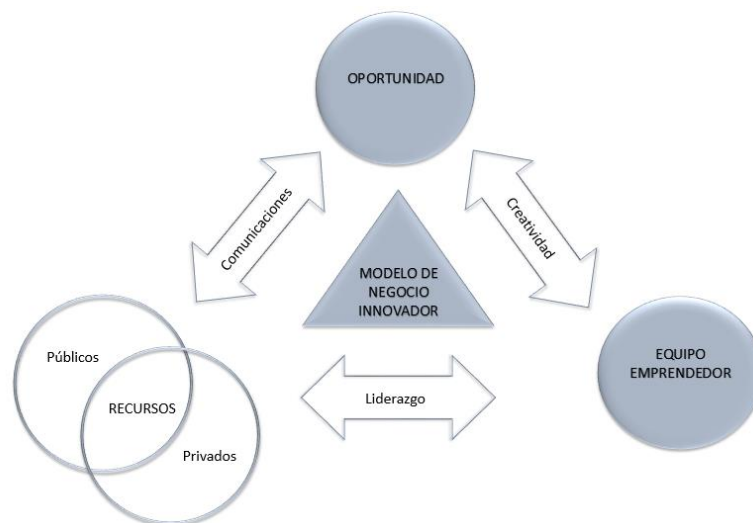 OPORTUNIDAD
Comunicaciones
Creatividad
MODELO DE
NEGOCIO
INNOVADOR
Públicos
RECURSOS
Privados
Liderazgo
EQUIPO
EMPRENDEDOR